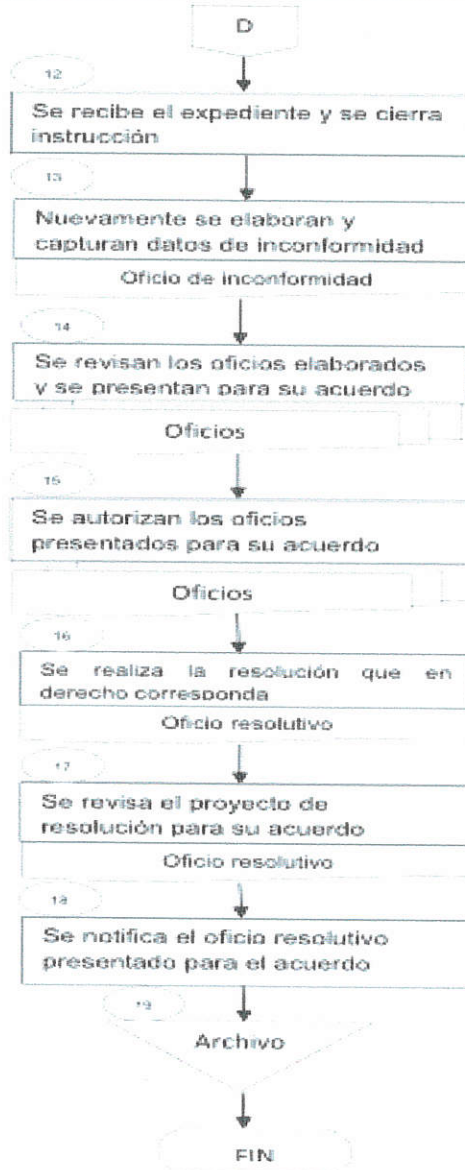 D
12
Se recibe el expediente y se cierra
instrucción
13
Nuevamente se elaboran y
capturan datos de inconformidad
Oficio de inconformidad
14
Se revisan los oficios elaborados
y se presentan para su acuerdo
Oficios
15
Se autorizan los oficios
presentados para su acuerdo
Oficios
16
Se realiza la resolución que en
derecho corresponda
Oficio resolutivo
17
Se revisa el proyecto de
resolución para su acuerdo
Oficio resolutivo
18
Se notifica el oficio resolutivo
presentado para el acuerdo
19
Archivo
FIN